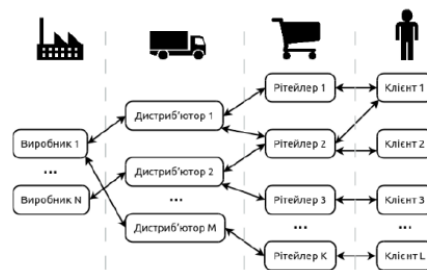 Виробник 1
...
Виробник N
Дистриб'ютор 1
Дистриб'ютор 2
...
Дистриб'ютор M
Рітейлер 1
Рітейлер 2
Рітейлер 3
...
Рітейлер K
Клієнт 1
Клієнт 2
Клієнт 3
...
Клієнт L